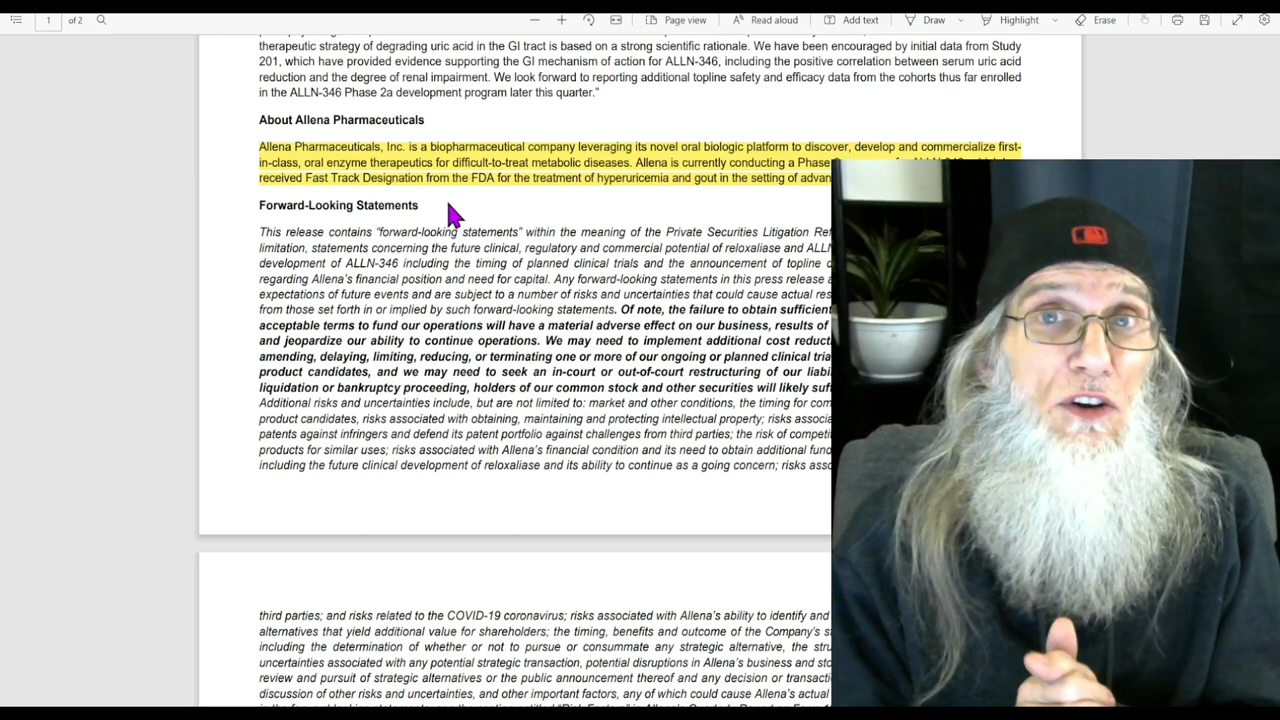 1 of 2 Page view Read aloud Add text Draw Highlight Erase
therapeutic strategy of degrading uric acid in the GI tract is based on a strong scientific rationale. We have been encouraged by initial data from Study
201, which have provided evidence supporting the GI mechanism of action for ALLN-346, including the positive correlation between serum uric acid
reduction and the degree of renal impairment. We look forward to reporting additional topline safety and efficacy data from the cohorts thus far enrolled
in the ALLN-346 Phase 2a development program later this quarter.”
About Allena Pharmaceuticals
Allena Pharmaceuticals, Inc. is a biopharmaceutical company leveraging its novel oral biologic platform to discover, develop and commercialize first-
in-class, oral enzyme therapeutics for difficult-to-treat metabolic diseases. Allena is currently conducting a Phase
received Fast Track Designation from the FDA for the treatment of hyperuricemia and gout in the setting of advan
Forward-Looking Statements
This release contains “forward-looking statements” within the meaning of the Private Securities Litigation Ref
limitation, statements concerning the future clinical, regulatory and commercial potential of reloxaliase and ALL
development of ALLN-346 including the timing of planned clinical trials and the announcement of topline d
regarding Allena’s financial position and need for capital. Any forward-looking statements in this press release a
expectations of future events and are subject to a number of risks and uncertainties that could cause actual res
from those set forth in or implied by such forward-looking statements. Of note, the failure to obtain sufficient
acceptable terms to fund our operations will have a material adverse effect on our business, results of
and jeopardize our ability to continue operations. We may need to implement additional cost reduct
amending, delaying, limiting, reducing, or terminating one or more of our ongoing or planned clinical tria
product candidates, and we may need to seek an in-court or out-of-court restructuring of our liabi
liquidation or bankruptcy proceeding, holders of our common stock and other securities will likely suf
Additional risks and uncertainties include, but are not limited to: market and other conditions, the timing for com
product candidates, risks associated with obtaining, maintaining and protecting intellectual property; risks associa
patents against infringers and defend its patent portfolio against challenges from third parties; the risk of competi
products for similar uses; risks associated with Allena’s financial condition and its need to obtain additional fund
including the future clinical development of reloxaliase and its ability to continue as a going concern; risks asso
third parties; and risks related to the COVID-19 coronavirus; risks associated with Allena’s ability to identify and
alternatives that yield additional value for shareholders; the timing, benefits and outcome of the Company’s s
including the determination of whether or not to pursue or consummate any strategic alternative, the stru
uncertainties associated with any potential strategic transaction, potential disruptions in Allena’s business and sto
review and pursuit of strategic alternatives or the public announcement thereof and any decision or transacti
discussion of other risks and uncertainties, and other important factors, any of which could cause Allena’s actual